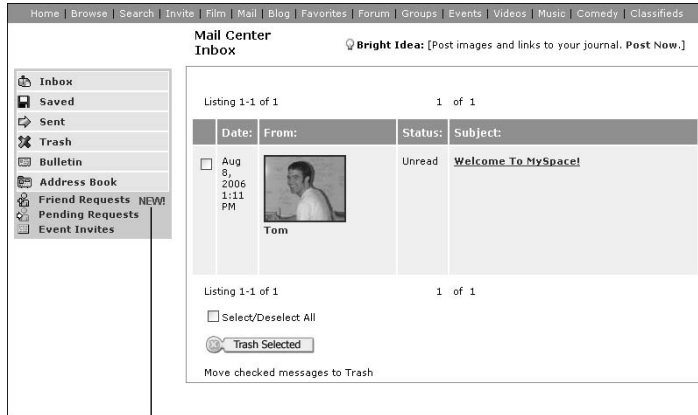 Home | Browse | Search | Invite | Film | Mail | Blog | Favorites | Forum | Groups | Events | Videos | Music | Comedy | Classifieds
Mail Center
Inbox
Bright Idea: [Post images and links to your journal. Post Now.]
Inbox
Saved
Sent
Trash
Bulletin
Address Book
Friend Requests NEW!
Pending Requests
Event Invites
Listing 1-1 of 1 1 of 1
Date: From: Status: Subject:
Aug
8,
2006
1:11
PM
Tom
Unread
Welcome To MySpace!
Listing 1-1 of 1 1 of 1
Select/Deselect All
Trash Selected
Move checked messages to Trash